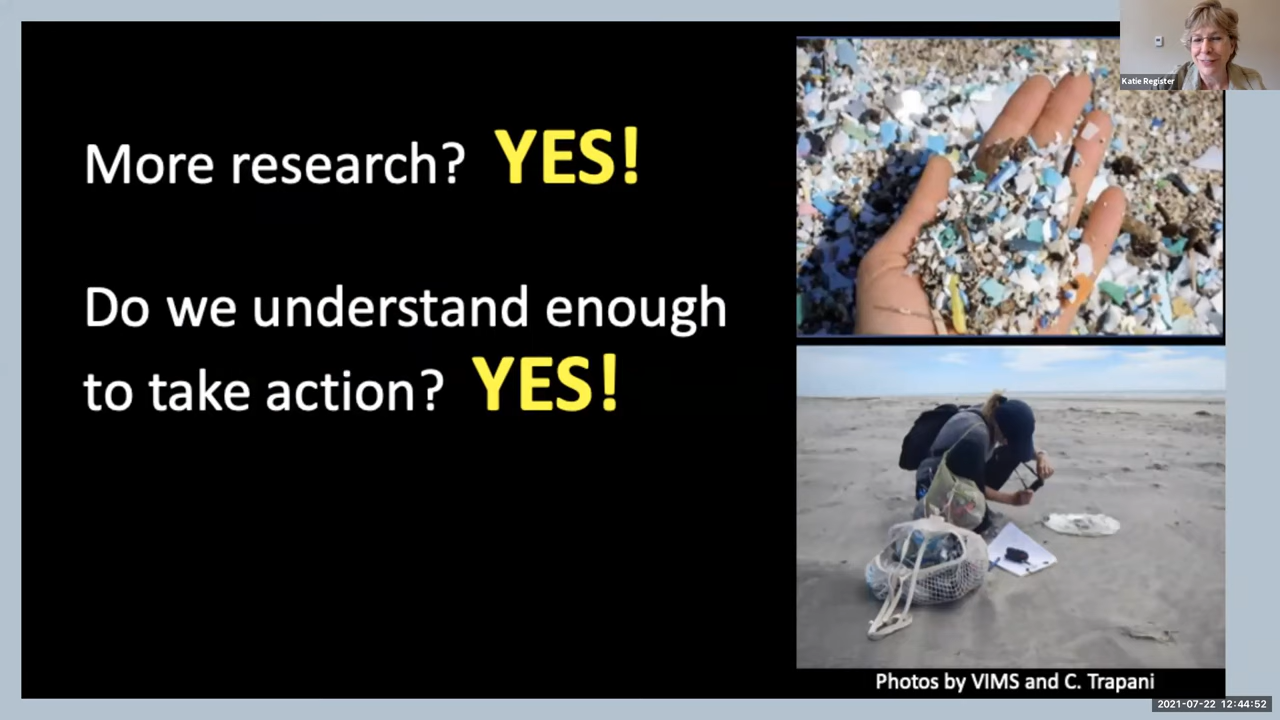 Katie Register
More research? YES!
Do we understand enough
to take action? YES!
Photos by VIMS and C. Trapani
2021-07-22 12:44:52